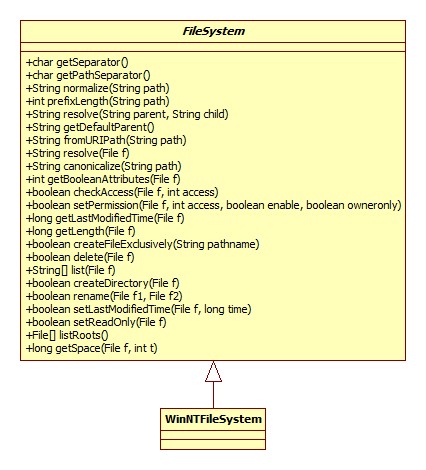 FileSystem
+char getSeparator()
+char getPathSeparator()
+String normalize(String path)
+int prefixLength(String path)
+String resolve(String parent, String child)
+String getDefaultParent()
+String fromURIPath(String path)
+String resolve(File f)
+String canonicalize(String path)
+int getBooleanAttributes(File f)
+boolean checkAccess(File f, int access)
+boolean setPermission(File f, int access, boolean enable, boolean owneronly)
+long getLastModifiedTime(File f)
+long getLength(File f)
+boolean createFileExclusively(String pathname)
+boolean delete(File f)
+String[] list(File f)
+boolean createDirectory(File f)
+boolean rename(File f1, File f2)
+boolean setLastModifiedTime(File f, long time)
+boolean setReadOnly(File f)
+File[] listRoots()
+long getSpace(File f, int t)
WinNTFileSystem